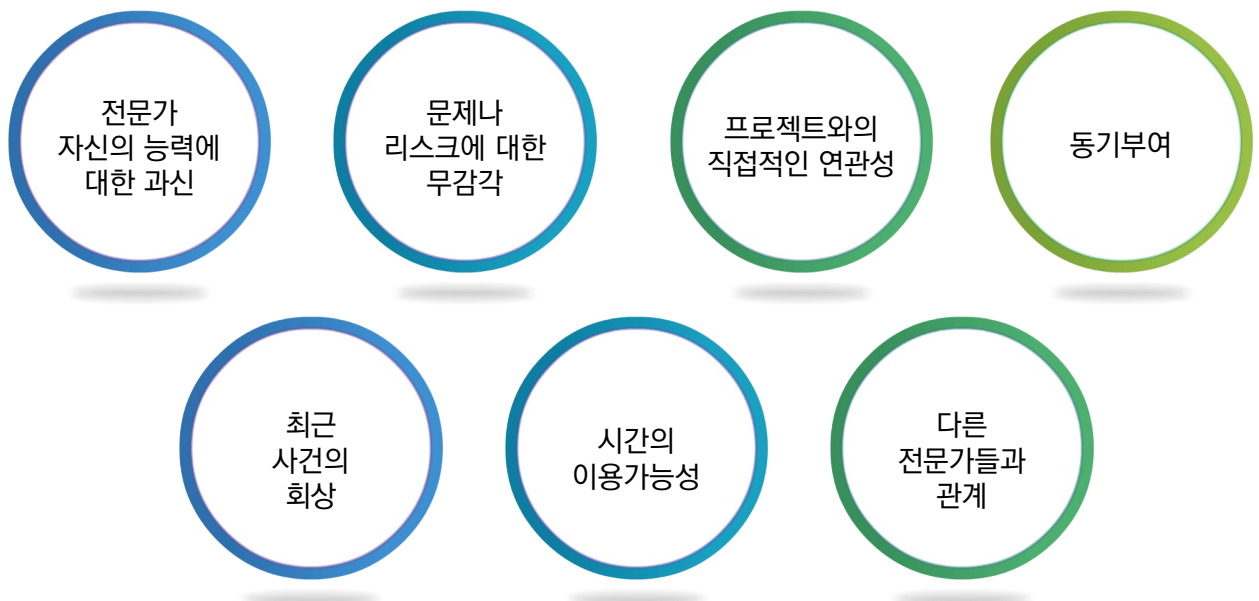 전문가
자신의 능력에
대한 과신
문제나
리스크에 대한
무감각
프로젝트와의
직접적인 연관성
동기부여
최근
사건의
회상
시간의
이용가능성
다른
전문가들과
관계